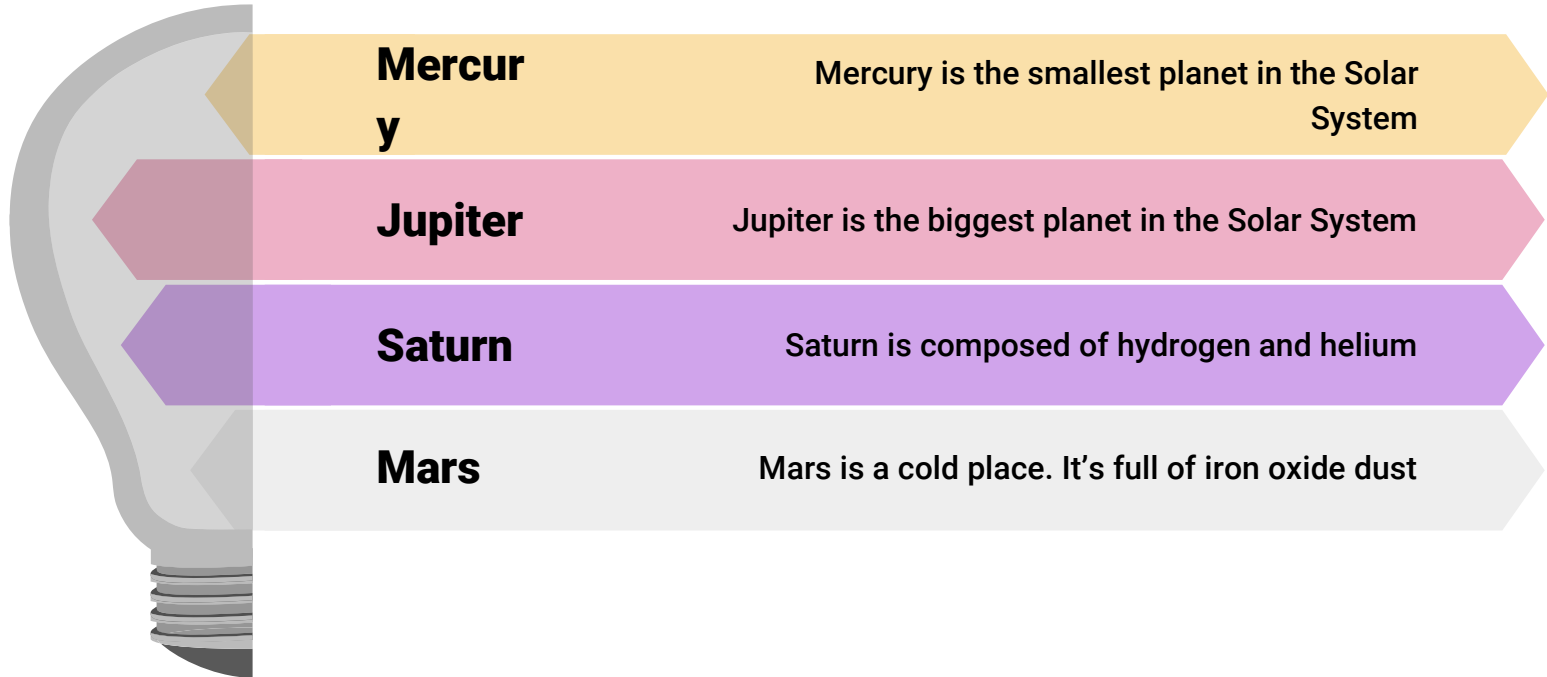 Mercur
y
Mercury is the smallest planet in the Solar
System
Jupiter
Jupiter is the biggest planet in the Solar System
Saturn
Saturn is composed of hydrogen and helium
Mars
Mars is a cold place. It’s full of iron oxide dust